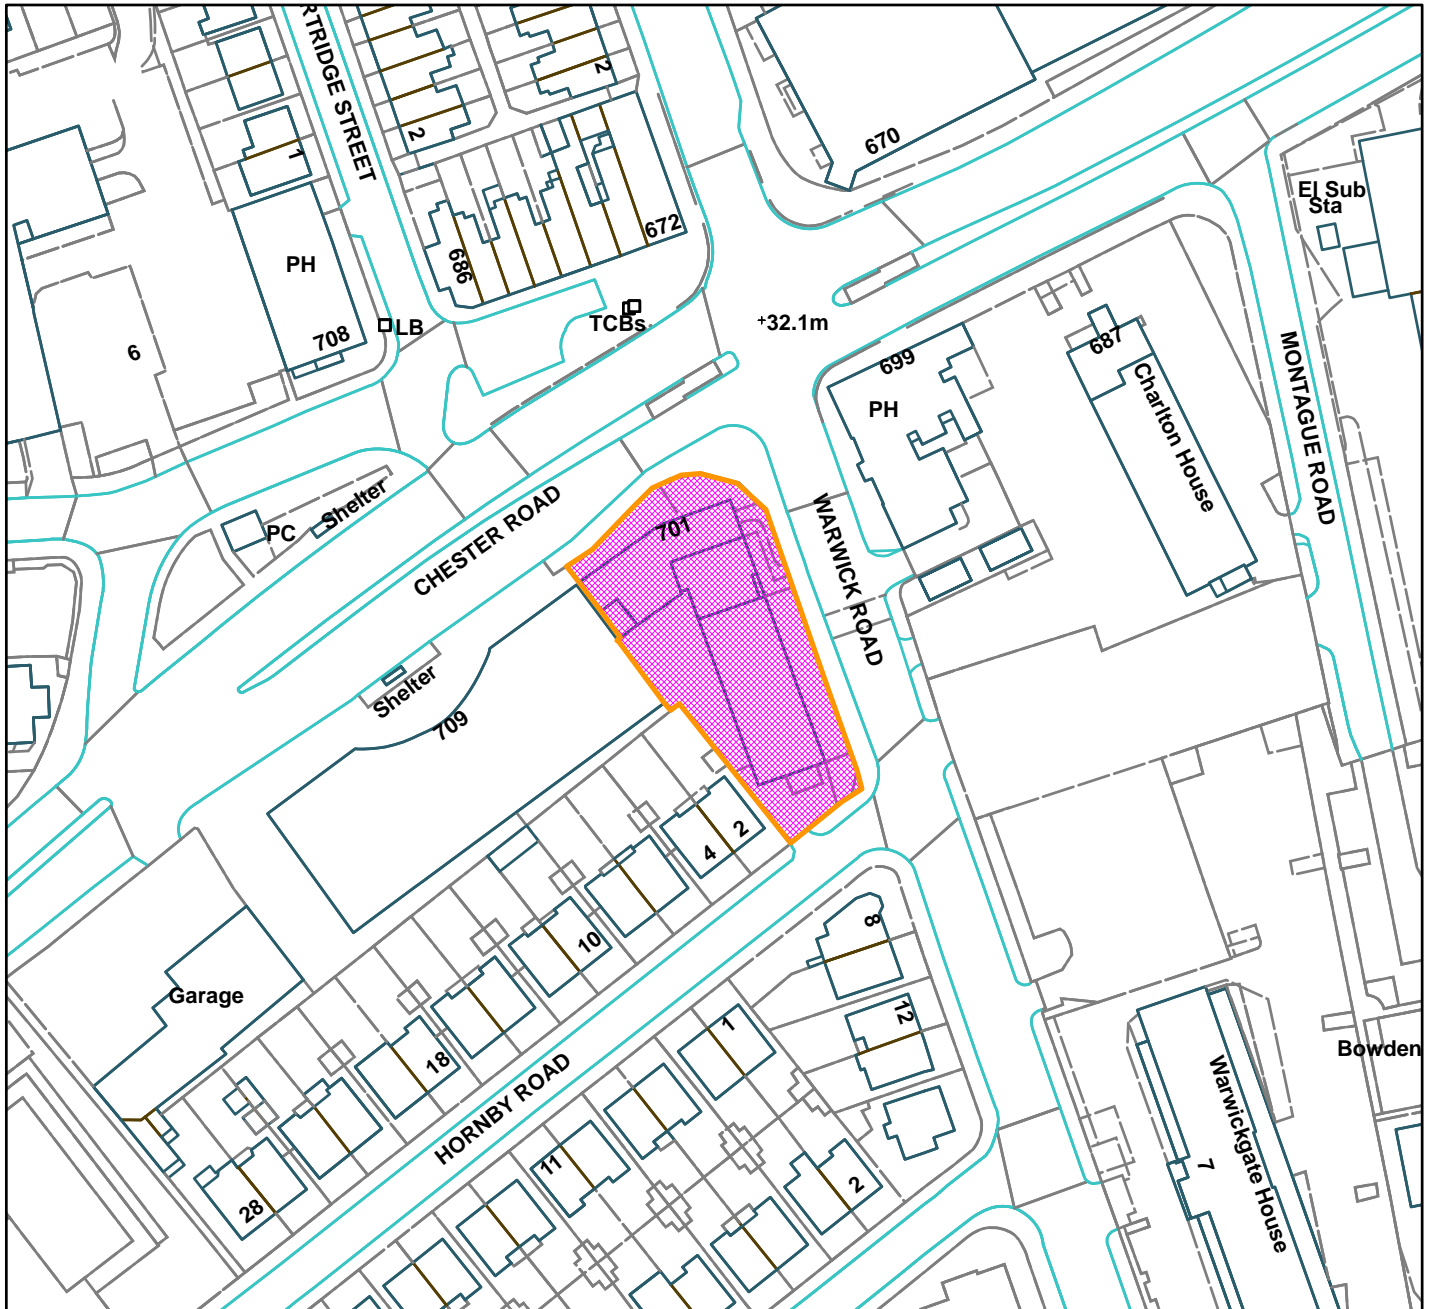 RTRIDGE STREET
2
2
670
1
El Sub
Sta
PH
672
686
708
LB
TCBs
+32.1m
6
699
687
PH
Charlton House
MONTAGUE ROAD
Shelter
PC
CHESTER ROAD
701
WARWICK ROAD
Shelter
709
2
4
8
10
Garage
12
1
18
Bowden
HORNBY ROAD
Warwickgate House
11
7
2
28